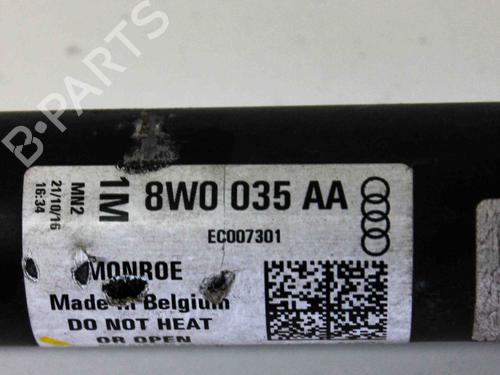 B-PARTS
MN2
21/10/16
16:34
1M
8W0 035 AA
EC007301
MONROE
Made in Belgium
DO NOT HEAT
OR OPEN